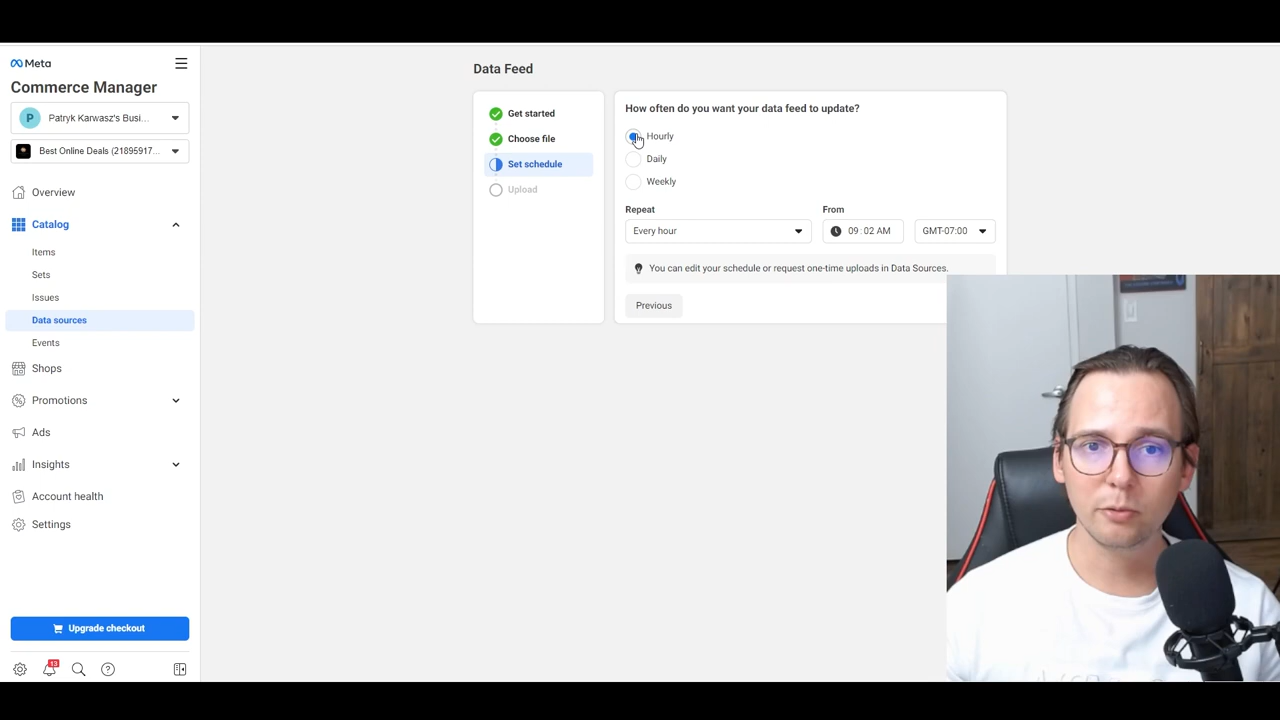 Meta
Commerce Manager
P
Patryk Karwasz's Busi...
Best Online Deals (21895917...
Overview
Catalog
Items
Sets
Issues
Data sources
Events
Shops
Promotions
Ads
Insights
Account health
Settings
Upgrade checkout
13
Data Feed
Get started
Choose file
Set schedule
Upload
How often do you want your data feed to update?
Hourly
Daily
Weekly
Repeat
From
Every hour
09:02 AM
GMT-07:00
You can edit your schedule or request one-time uploads in Data Sources.
Previous